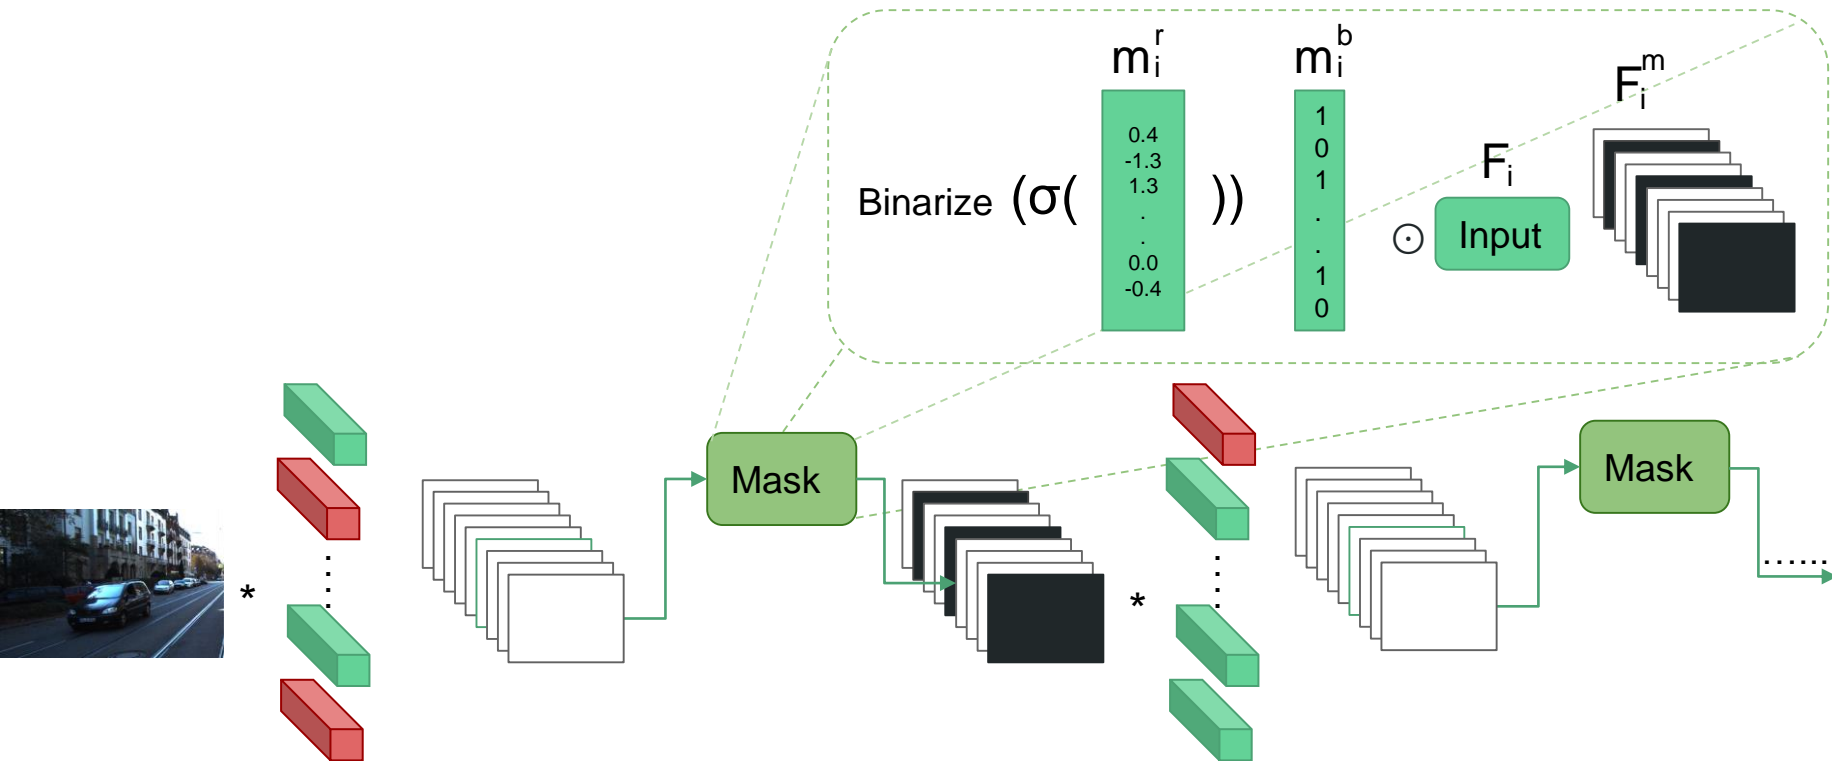 m_i^r
m_i^b
F_i^m
F_i
Binarize (σ(
0.4
-1.3
1.3
.
.
0.0
-0.4
))
1
0
1
.
.
1
0
⊙
Input
Mask
Mask
*
*
......